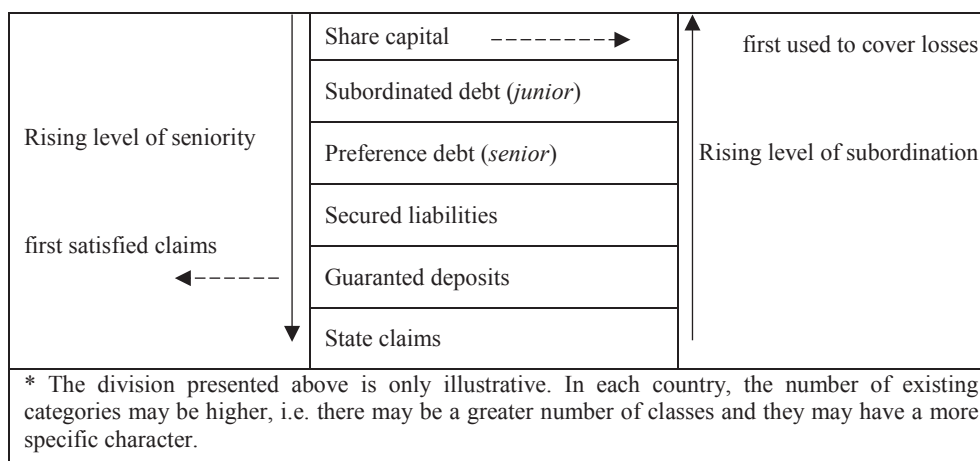 Share capital
first used to cover losses
Subordinated debt (junior)
Rising level of seniority
Preference debt (senior)
Rising level of subordination
Secured liabilities
first satisfied claims
Guaranted deposits
State claims
* The division presented above is only illustrative. In each country, the number of existing
categories may be higher, i.e. there may be a greater number of classes and they may have a more
specific character.